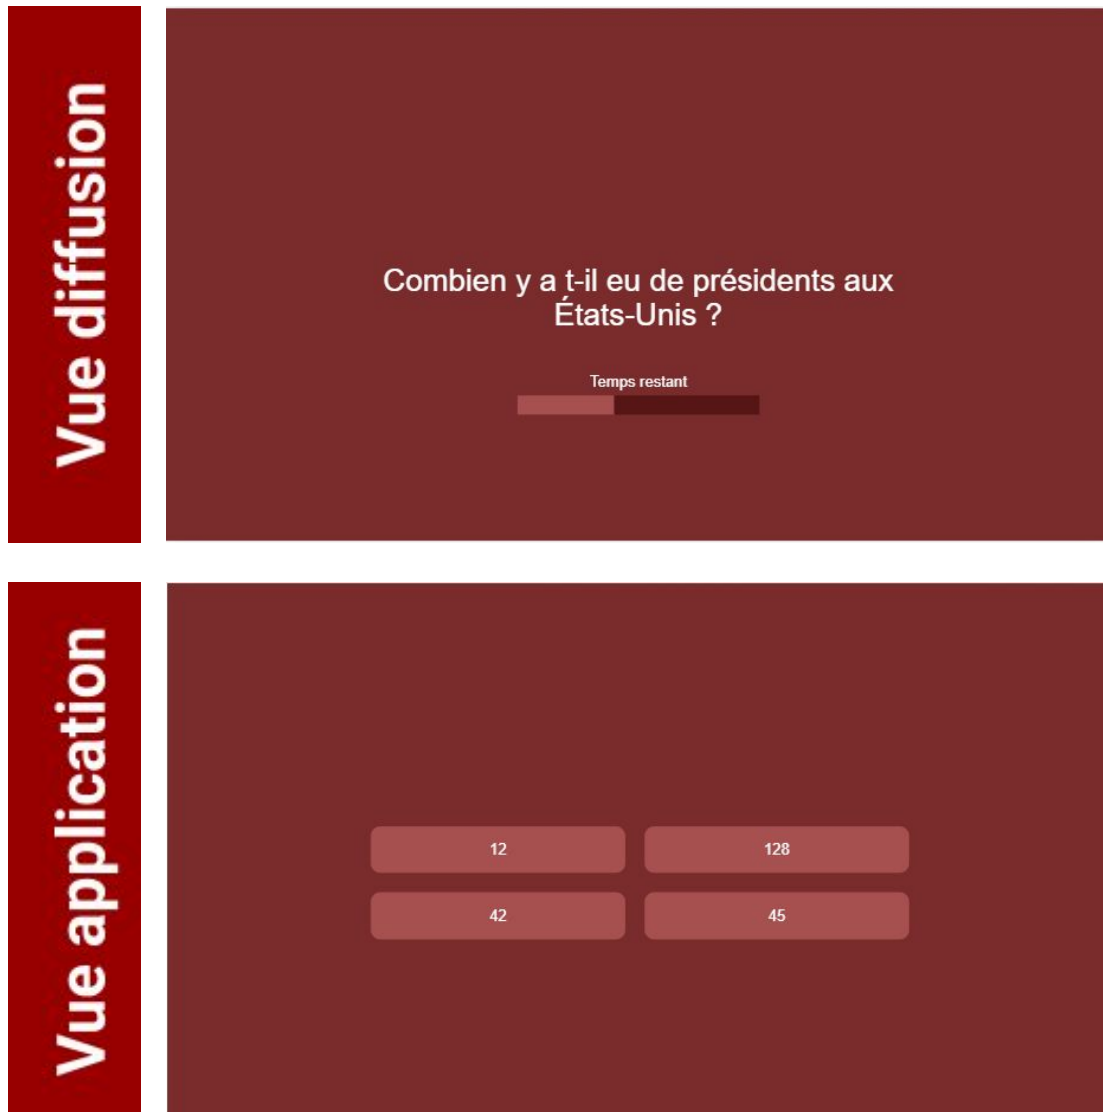 Vue diffusion
Combien y a t-il eu de présidents aux
États-Unis ?
Temps restant
Vue application
12
128
42
45